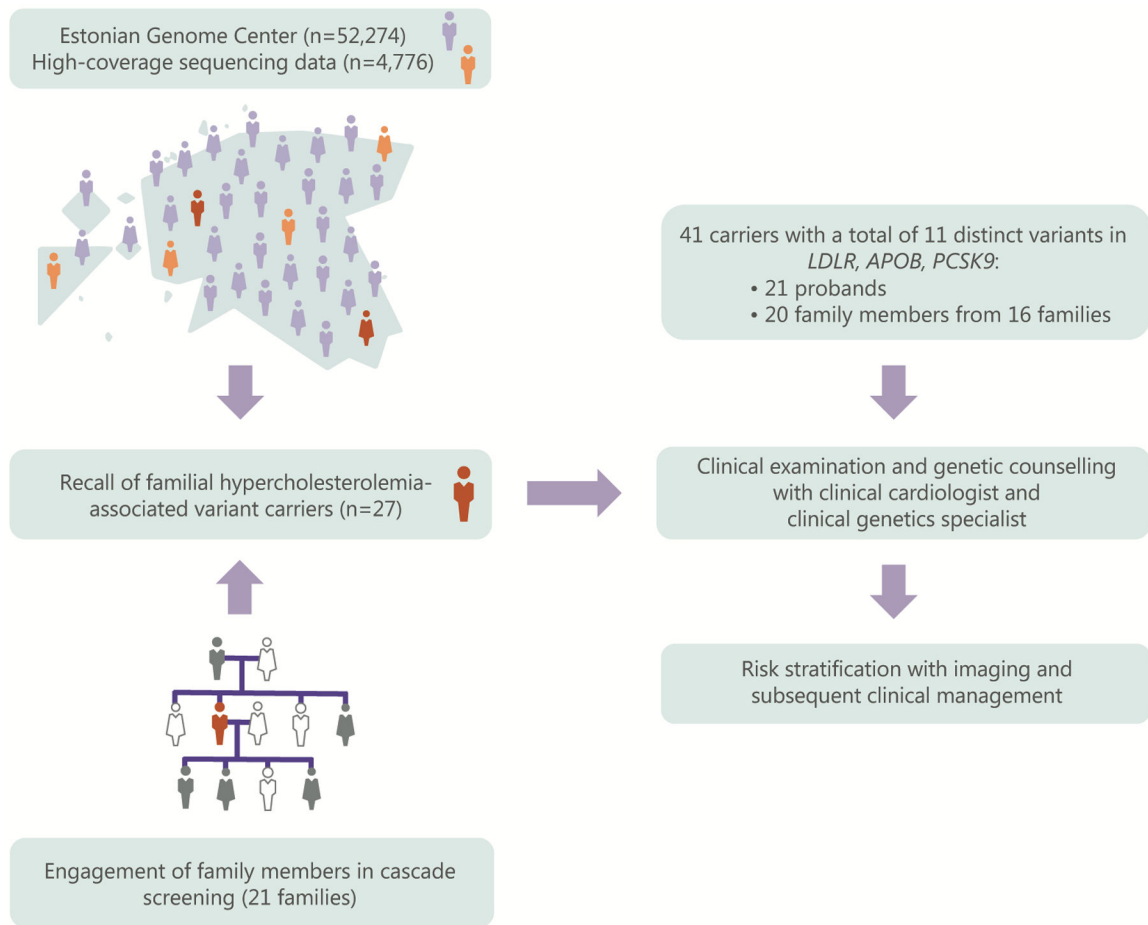 Estonian Genome Center (n=52,274)
High-coverage sequencing data (n=4,776)
Recall of familial hypercholesterolemia-
associated variant carriers (n=27)
Engagement of family members in cascade
screening (21 families)
41 carriers with a total of 11 distinct variants in
LDLR, APOB, PCSK9:
• 21 probands
• 20 family members from 16 families
Clinical examination and genetic counselling
with clinical cardiologist and
clinical genetics specialist
Risk stratification with imaging and
subsequent clinical management